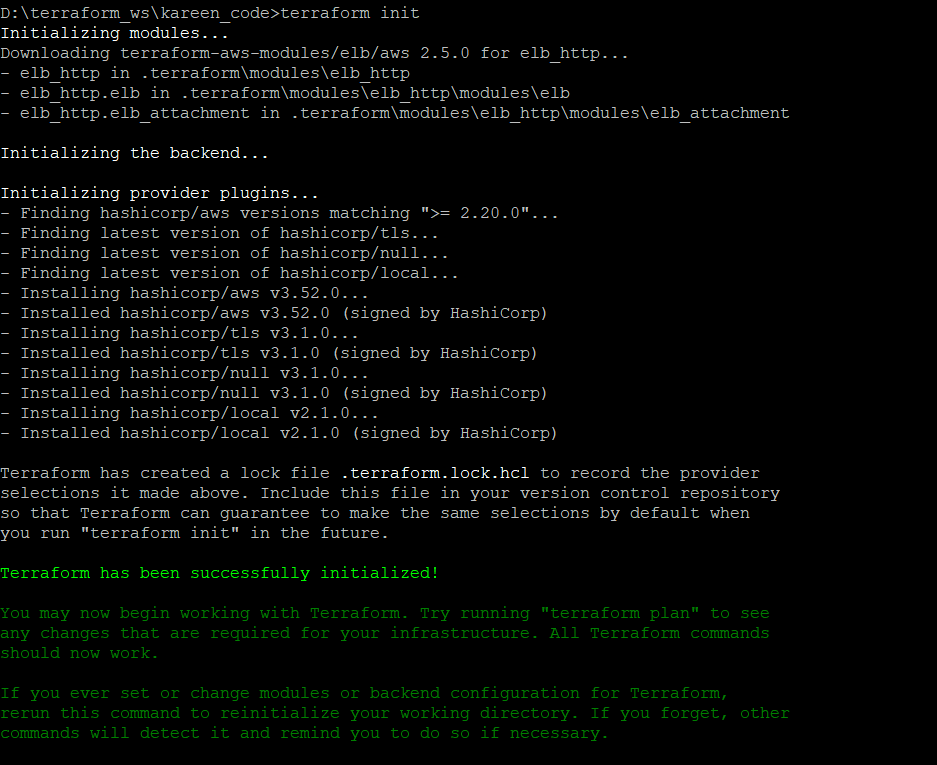 D:\terraform_ws\kareen_code>terraform init
Initializing modules...
Downloading terraform-aws-modules/elb/aws 2.5.0 for elb_http...
- elb_http in .terraform\modules\elb_http
- elb_http.elb in .terraform\modules\elb_http\modules\elb
- elb_http.elb_attachment in .terraform\modules\elb_http\modules\elb_attachment
Initializing the backend...
Initializing provider plugins...
- Finding hashicorp/aws versions matching ">= 2.20.0"...
- Finding latest version of hashicorp/tls...
- Finding latest version of hashicorp/null...
- Finding latest version of hashicorp/local...
- Installing hashicorp/aws v3.52.0...
- Installed hashicorp/aws v3.52.0 (signed by HashiCorp)
- Installing hashicorp/tls v3.1.0...
- Installed hashicorp/tls v3.1.0 (signed by HashiCorp)
- Installing hashicorp/null v3.1.0...
- Installed hashicorp/null v3.1.0 (signed by HashiCorp)
- Installing hashicorp/local v2.1.0...
- Installed hashicorp/local v2.1.0 (signed by HashiCorp)
Terraform has created a lock file .terraform.lock.hcl to record the provider
selections it made above. Include this file in your version control repository
so that Terraform can guarantee to make the same selections by default when
you run "terraform init" in the future.
Terraform has been successfully initialized!
You may now begin working with Terraform. Try running "terraform plan" to see
any changes that are required for your infrastructure. All Terraform commands
should now work.
If you ever set or change modules or backend configuration for Terraform,
rerun this command to reinitialize your working directory. If you forget, other
commands will detect it and remind you to do so if necessary.